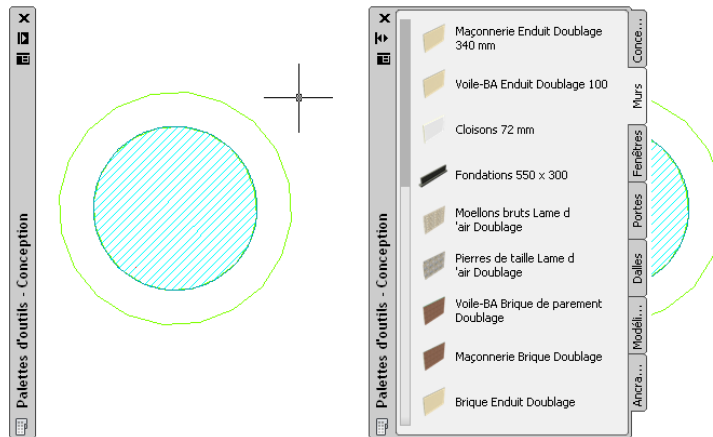 Palettes d'outils - Conception
Palettes d'outils - Conception
Maçonnerie Enduit Doublage
340 mm
Voile-BA Enduit Doublage 100
Cloisons 72 mm
Fondations 550 x 300
Moellons bruts Lame d
'air Doublage
Pierres de taille Lame d
'air Doublage
Voile-BA Brique de parement
Doublage
Maçonnerie Brique Doublage
Brique Enduit Doublage
Conce...
Murs
Fenêtres
Portes
Dalles
Modéli...
Ancra...